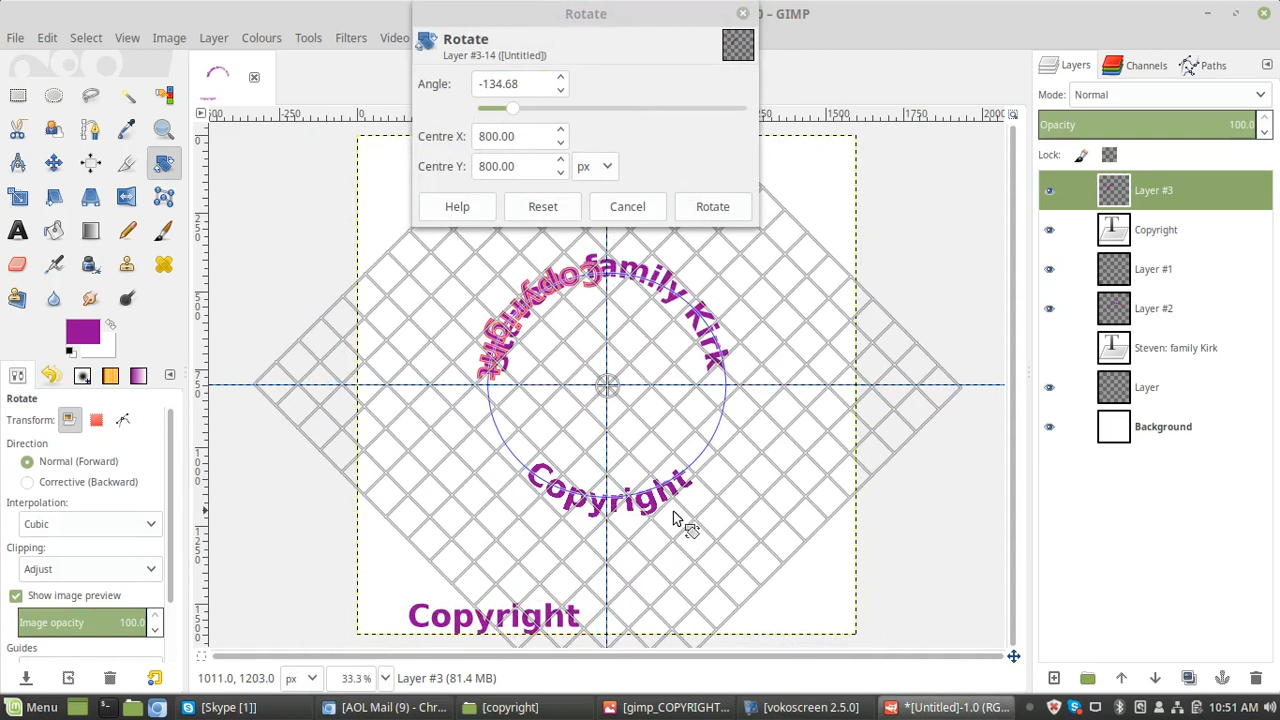 Rotate
0 – GIMP
File Edit Select View Image Layer Colours Tools Filters Video
Rotate
Layer #3-14 ([Untitled])
Angle: -134.68
Centre X: 800.00
Centre Y: 800.00 px
Help Reset Cancel Rotate
Layers Channels Paths
Mode: Normal
Opacity 100.0
Lock:
Layer #3
Copyright
Layer #1
Layer #2
Steven: family Kirk
Layer
Background
family Kirk
Copyright
Copyright
Copyright
Rotate
Transform:
Normal (Forward)
Corrective (Backward)
Interpolation:
Cubic
Clipping:
Adjust
Show image preview
Image opacity 100.0
Guides
1011.0, 1203.0 px 33.3% Layer #3 (81.4 MB)
Menu [Skype [1]] [AOL Mail (9) - Chr... [copyright] [gimp_COPYRIGHT... [vokoscreen 2.5.0] *[Untitled]-1.0 (RG... 10:51 AM